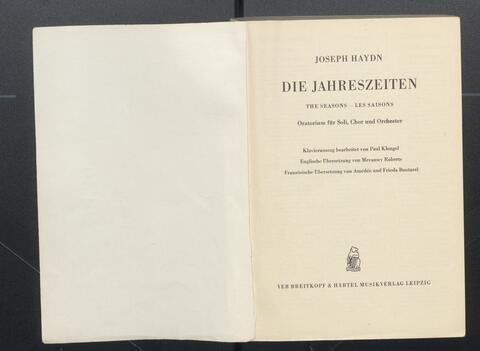 JOSEPH HAYDN
DIE JAHRESZEITEN
THE SEASONS – LES SAISONS
Oratorium für Soli, Chor und Orchester
Klavierauszug bearbeitet von Paul Klengel
Englische Übersetzung von Mevanwy Roberts
Französische Übersetzung von Amédée und Frieda Boutarel
VEB BREITKOPF & HÄRTEL MUSIKVERLAG LEIPZIG